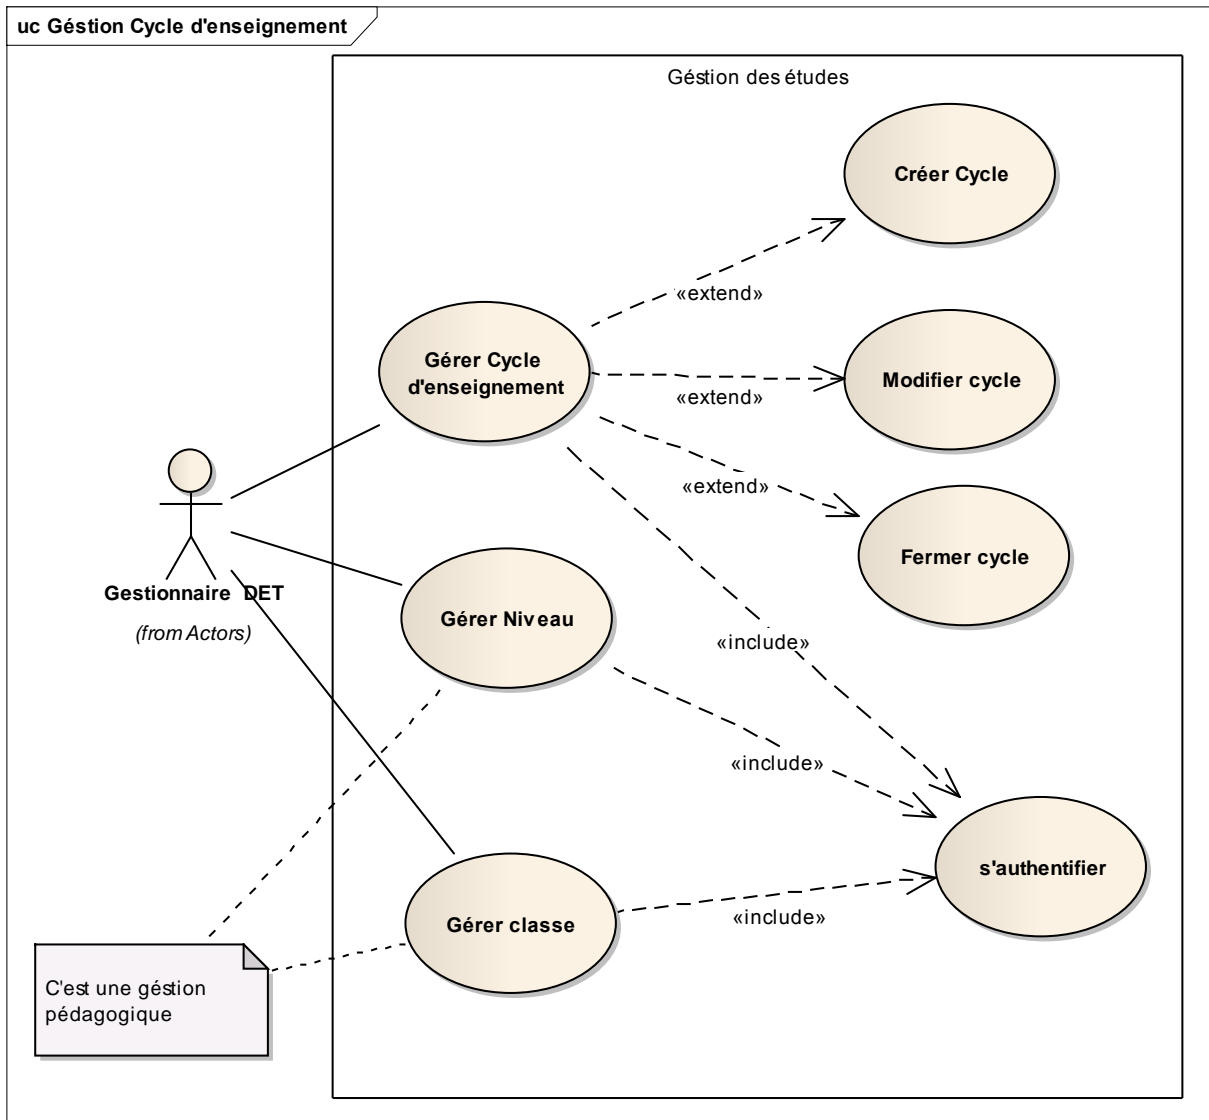 uc Géstion Cycle d'enseignement
Géstion des études
Créer Cycle
«extend»
Gérer Cycle
d'enseignement
Modifier cycle
«extend»
«extend»
Fermer cycle
Gestionnaire DET
(from Actors)
Gérer Niveau
«include»
«include»
s'authentifier
Gérer classe
«include»
C'est une géstion
pédagogique